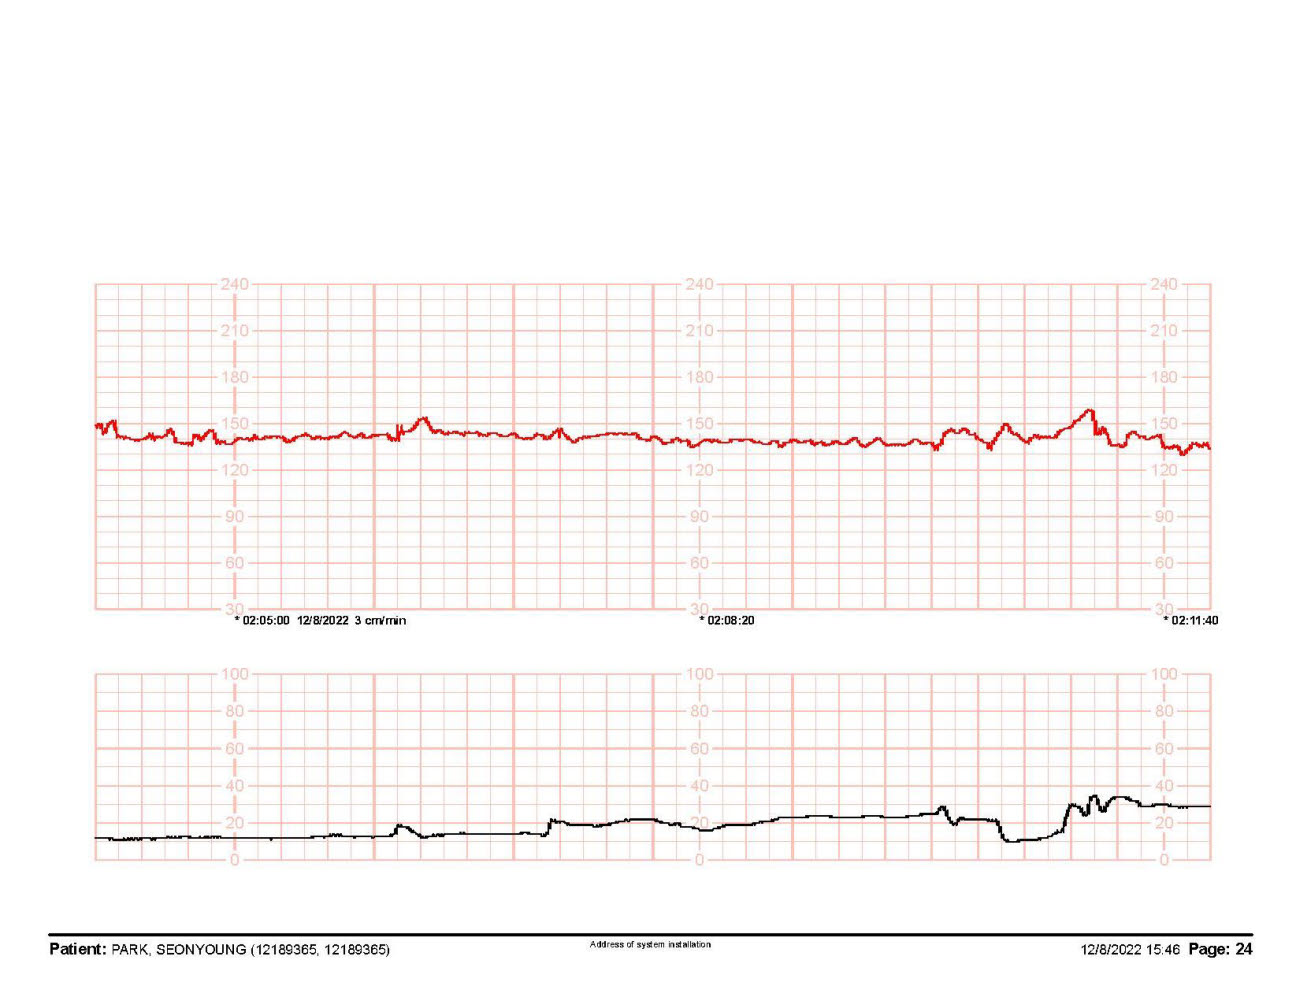 240 240 240
210 210 210
180 180 180
150 150 150
120 120 120
90 90 90
60 60 60
30 30 30
* 02:05:00 12/8/2022 3 cm/min * 02:08:20 * 02:11:40
100 100 100
80 80 80
60 60 60
40 40 40
20 20 20
0 0 0
Patient: PARK, SEONYOUNG (12189365, 12189365) Address of system installation 12/8/2022 15:46 Page: 24